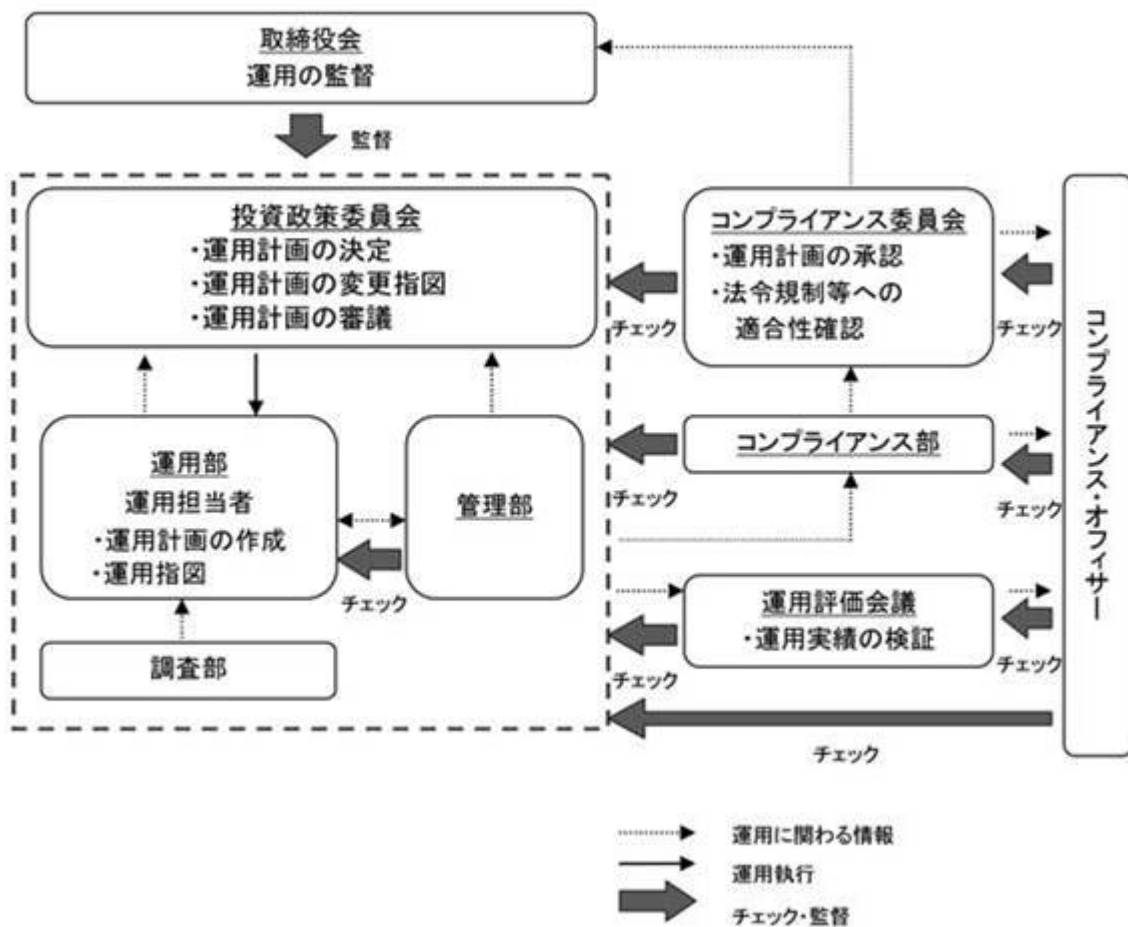 取締役会
運用の監督
監督
投資政策委員会
・運用計画の決定
・運用計画の変更指図
・運用計画の審議
コンプライアンス委員会
・運用計画の承認
・法令規制等への
適合性確認
チェック
チェック
コンプライアンス・オフィサー
運用部
運用担当者
・運用計画の作成
・運用指図
管理部
チェック
コンプライアンス部
チェック
チェック
調査部
運用評価会議
・運用実績の検証
チェック
チェック
チェック
運用に関わる情報
運用執行
チェック・監督